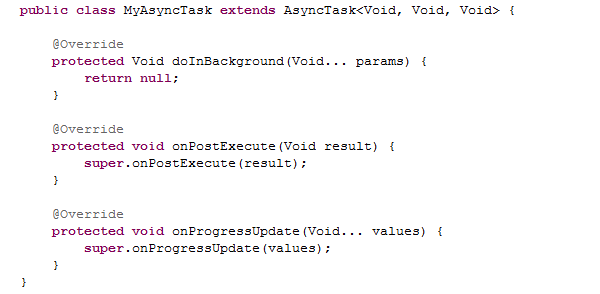 public class MyAsyncTask extends AsyncTask<Void, Void, Void> {
@Override
protected Void doInBackground(Void... params) {
return null;
}
@Override
protected void onPostExecute(Void result) {
super.onPostExecute(result);
}
@Override
protected void onProgressUpdate(Void... values) {
super.onProgressUpdate(values);
}
}